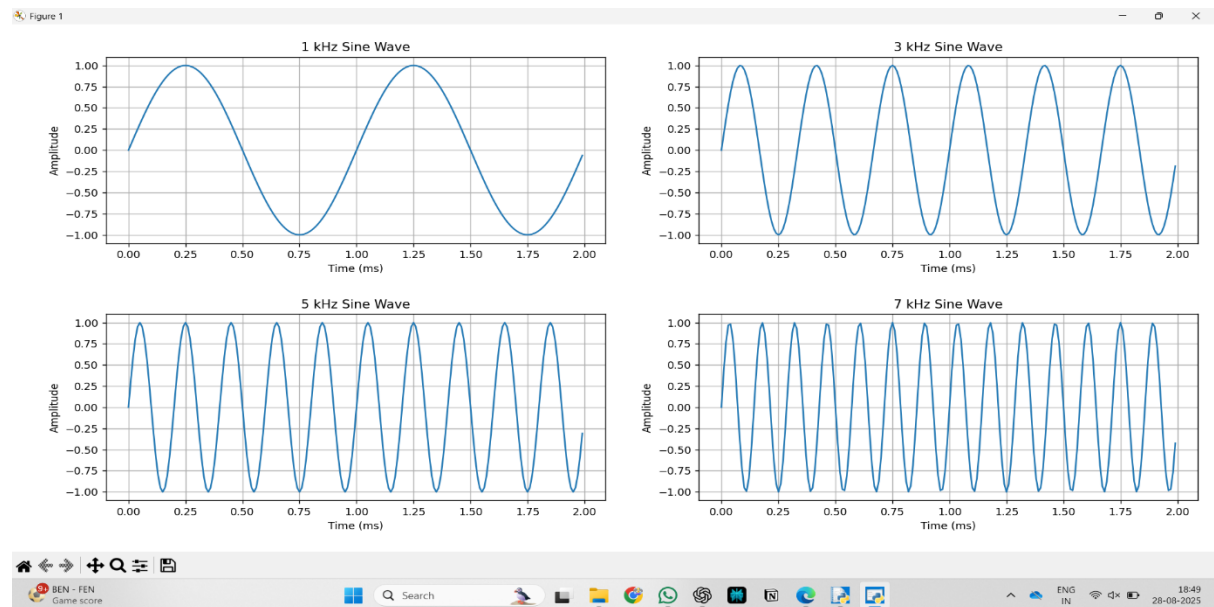 Figure 1
1 kHz Sine Wave
1.00
0.75
0.50
0.25
0.00
−0.25
−0.50
−0.75
−1.00
Amplitude
0.00 0.25 0.50 0.75 1.00 1.25 1.50 1.75 2.00
Time (ms)
3 kHz Sine Wave
1.00
0.75
0.50
0.25
0.00
−0.25
−0.50
−0.75
−1.00
Amplitude
0.00 0.25 0.50 0.75 1.00 1.25 1.50 1.75 2.00
Time (ms)
5 kHz Sine Wave
1.00
0.75
0.50
0.25
0.00
−0.25
−0.50
−0.75
−1.00
Amplitude
0.00 0.25 0.50 0.75 1.00 1.25 1.50 1.75 2.00
Time (ms)
7 kHz Sine Wave
1.00
0.75
0.50
0.25
0.00
−0.25
−0.50
−0.75
−1.00
Amplitude
0.00 0.25 0.50 0.75 1.00 1.25 1.50 1.75 2.00
Time (ms)
9+
BEN - FEN
Game score
Search
ENG
IN
18:49
28-08-2025